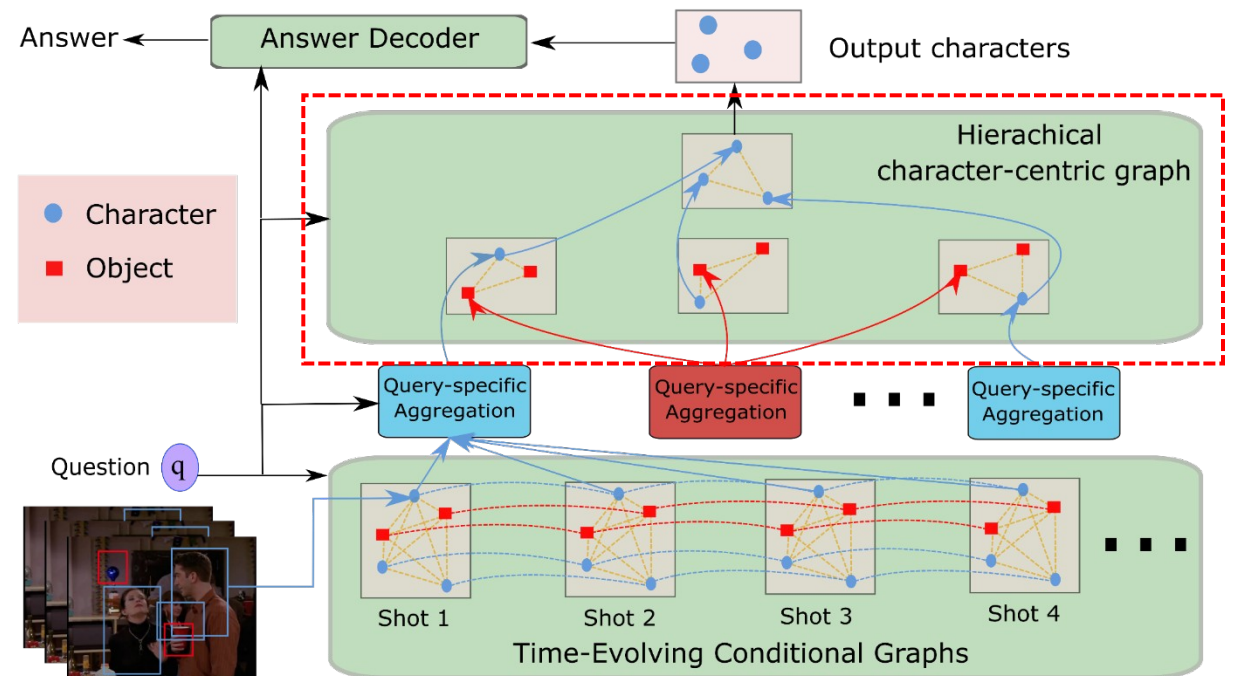 Answer
Answer Decoder
Output characters
Hierachical
character-centric graph
Character
Object
Query-specific
Aggregation
Query-specific
Aggregation
Query-specific
Aggregation
Question q
Shot 1
Shot 2
Shot 3
Shot 4
Time-Evolving Conditional Graphs